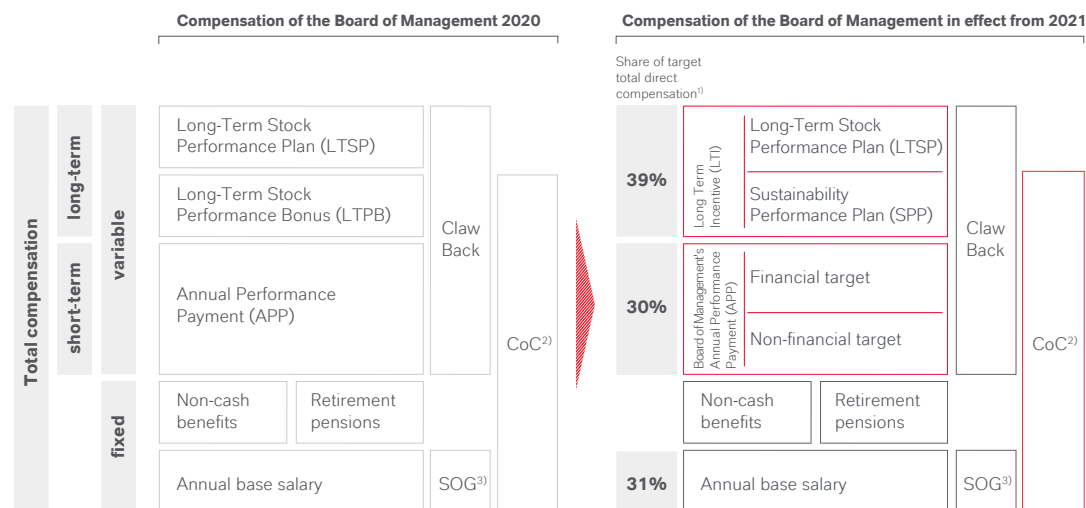 Compensation of the Board of Management 2020
Compensation of the Board of Management in effect from 2021
Share of target
total direct
compensation1)
Total compensation
long-term
short-term
variable
fixed
Long-Term Stock
Performance Plan (LTSP)
Long-Term Stock
Performance Bonus (LTPB)
Annual Performance
Payment (APP)
Non-cash
benefits
Retirement
pensions
Annual base salary
Claw
Back
SOG3)
CoC2)
39%
Long Term
Incentive (LTI)
Long-Term Stock
Performance Plan (LTSP)
Sustainability
Performance Plan (SPP)
30%
Board of Management's
Annual Performance
Payment (APP)
Financial target
Non-financial target
Non-cash
benefits
Retirement
pensions
31%
Annual base salary
Claw
Back
SOG3)
CoC2)